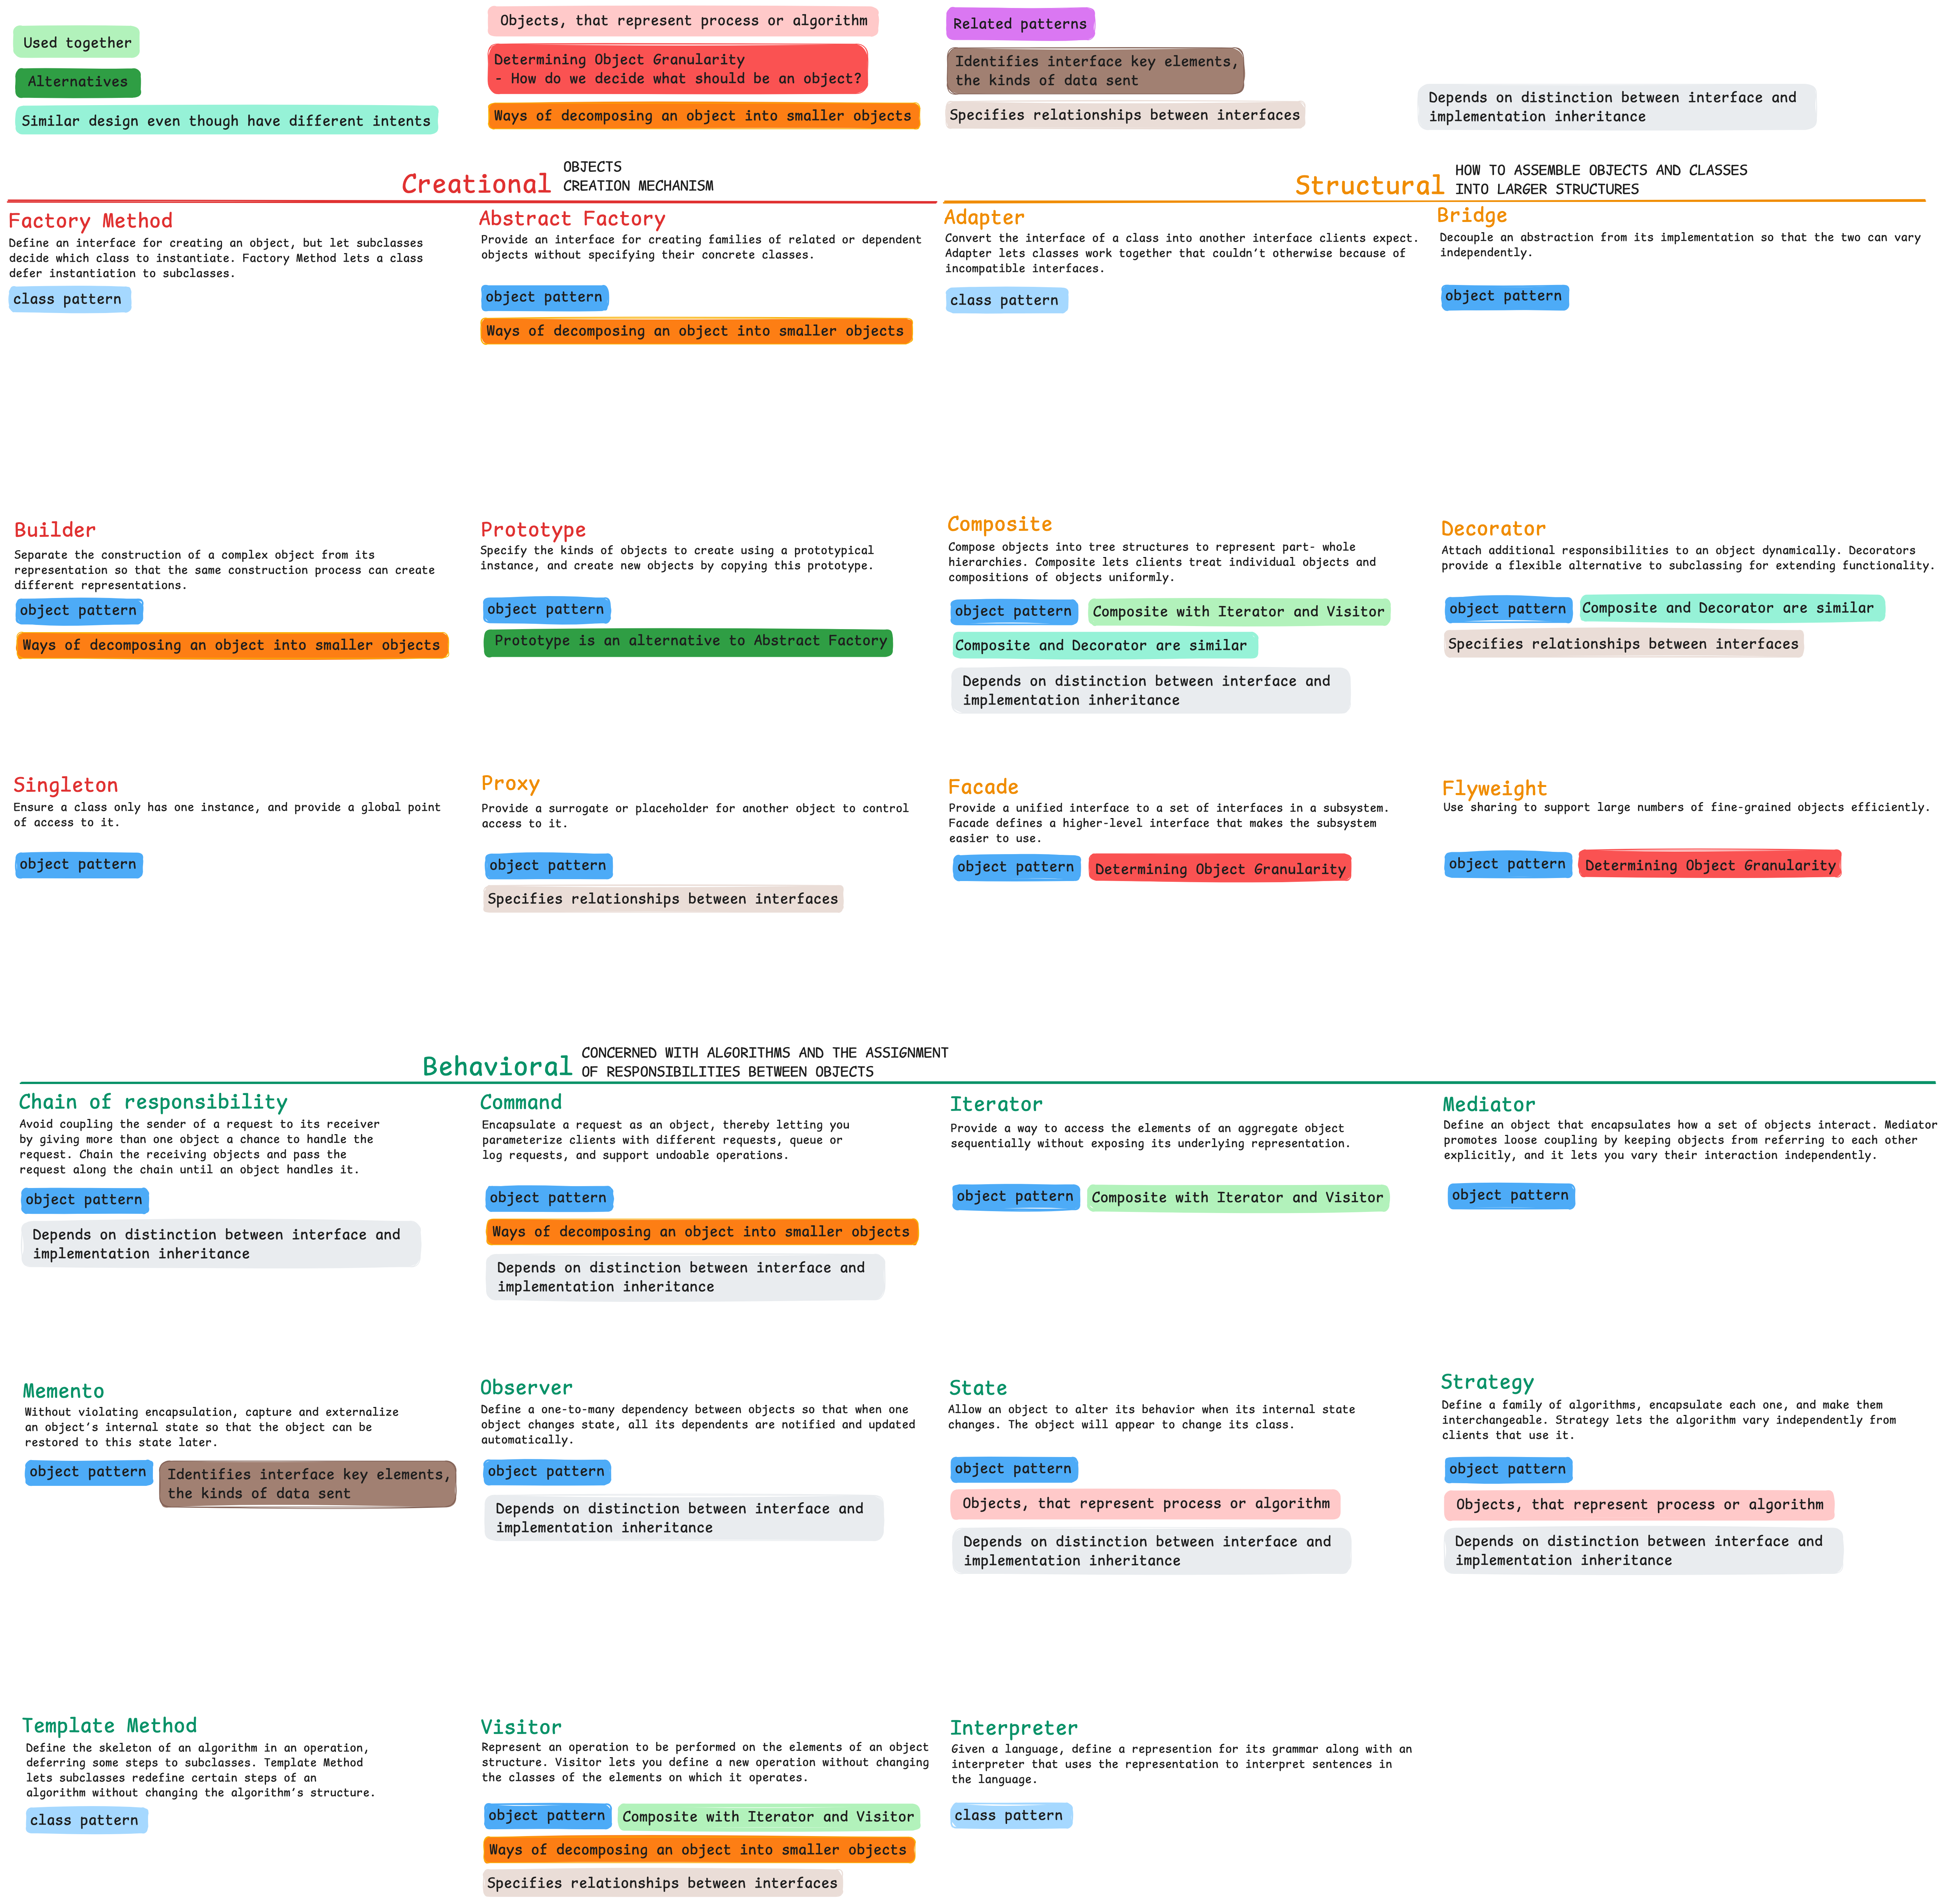 Used together
Alternatives
Similar design even though have different intents
Objects, that represent process or algorithm
Determining Object Granularity
- How do we decide what should be an object?
Ways of decomposing an object into smaller objects
Related patterns
Identifies interface key elements,
the kinds of data sent
Specifies relationships between interfaces
Depends on distinction between interface and
implementation inheritance
Creational
OBJECTS
CREATION MECHANISM
Structural
HOW TO ASSEMBLE OBJECTS AND CLASSES
INTO LARGER STRUCTURES
Factory Method
Define an interface for creating an object, but let subclasses
decide which class to instantiate. Factory Method lets a class
defer instantiation to subclasses.
class pattern
Abstract Factory
Provide an interface for creating families of related or dependent
objects without specifying their concrete classes.
object pattern
Ways of decomposing an object into smaller objects
Adapter
Convert the interface of a class into another interface clients expect.
Adapter lets classes work together that couldn't otherwise because of
incompatible interfaces.
class pattern
Bridge
Decouple an abstraction from its implementation so that the two can vary
independently.
object pattern
Builder
Separate the construction of a complex object from its
representation so that the same construction process can create
different representations.
object pattern
Ways of decomposing an object into smaller objects
Prototype
Specify the kinds of objects to create using a prototypical
instance, and create new objects by copying this prototype.
object pattern
Prototype is an alternative to Abstract Factory
Composite
Compose objects into tree structures to represent part- whole
hierarchies. Composite lets clients treat individual objects and
compositions of objects uniformly.
object pattern
Composite with Iterator and Visitor
Composite and Decorator are similar
Depends on distinction between interface and
implementation inheritance
Decorator
Attach additional responsibilities to an object dynamically. Decorators
provide a flexible alternative to subclassing for extending functionality.
object pattern
Composite and Decorator are similar
Specifies relationships between interfaces
Singleton
Ensure a class only has one instance, and provide a global point
of access to it.
object pattern
Proxy
Provide a surrogate or placeholder for another object to control
access to it.
object pattern
Specifies relationships between interfaces
Facade
Provide a unified interface to a set of interfaces in a subsystem.
Facade defines a higher-level interface that makes the subsystem
easier to use.
object pattern
Determining Object Granularity
Flyweight
Use sharing to support large numbers of fine-grained objects efficiently.
object pattern
Determining Object Granularity
Behavioral
CONCERNED WITH ALGORITHMS AND THE ASSIGNMENT
OF RESPONSIBILITIES BETWEEN OBJECTS
Chain of responsibility
Avoid coupling the sender of a request to its receiver
by giving more than one object a chance to handle the
request. Chain the receiving objects and pass the
request along the chain until an object handles it.
object pattern
Depends on distinction between interface and
implementation inheritance
Command
Encapsulate a request as an object, thereby letting you
parameterize clients with different requests, queue or
log requests, and support undoable operations.
object pattern
Ways of decomposing an object into smaller objects
Depends on distinction between interface and
implementation inheritance
Iterator
Provide a way to access the elements of an aggregate object
sequentially without exposing its underlying representation.
object pattern
Composite with Iterator and Visitor
Mediator
Define an object that encapsulates how a set of objects interact. Mediator
promotes loose coupling by keeping objects from referring to each other
explicitly, and it lets you vary their interaction independently.
object pattern
Memento
Without violating encapsulation, capture and externalize
an object's internal state so that the object can be
restored to this state later.
object pattern
Identifies interface key elements,
the kinds of data sent
Observer
Define a one-to-many dependency between objects so that when one
object changes state, all its dependents are notified and updated
automatically.
object pattern
Depends on distinction between interface and
implementation inheritance
State
Allow an object to alter its behavior when its internal state
changes. The object will appear to change its class.
object pattern
Objects, that represent process or algorithm
Depends on distinction between interface and
implementation inheritance
Strategy
Define a family of algorithms, encapsulate each one, and make them
interchangeable. Strategy lets the algorithm vary independently from
clients that use it.
object pattern
Objects, that represent process or algorithm
Depends on distinction between interface and
implementation inheritance
Template Method
Define the skeleton of an algorithm in an operation,
deferring some steps to subclasses. Template Method
lets subclasses redefine certain steps of an
algorithm without changing the algorithm's structure.
class pattern
Visitor
Represent an operation to be performed on the elements of an object
structure. Visitor lets you define a new operation without changing
the classes of the elements on which it operates.
object pattern
Composite with Iterator and Visitor
Ways of decomposing an object into smaller objects
Specifies relationships between interfaces
Interpreter
Given a language, define a represention for its grammar along with an
interpreter that uses the representation to interpret sentences in
the language.
class pattern